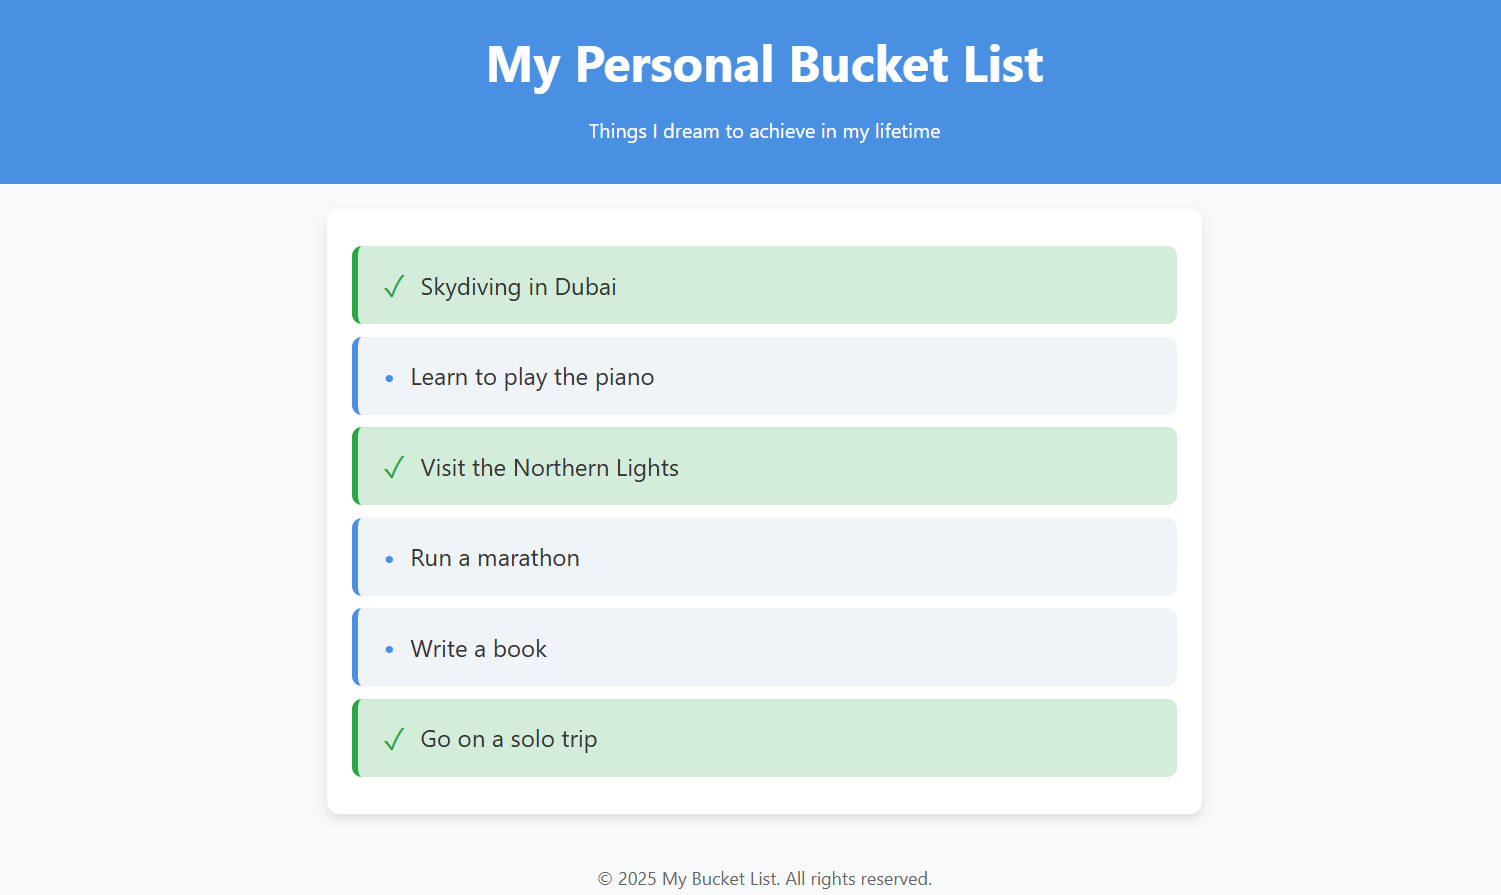 My Personal Bucket List
Things I dream to achieve in my lifetime
✓ Skydiving in Dubai
• Learn to play the piano
✓ Visit the Northern Lights
• Run a marathon
• Write a book
✓ Go on a solo trip
© 2025 My Bucket List. All rights reserved.